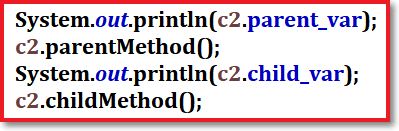 System.out.println(c2.parent_var);
c2.parentMethod();
System.out.println(c2.child_var);
c2.childMethod();